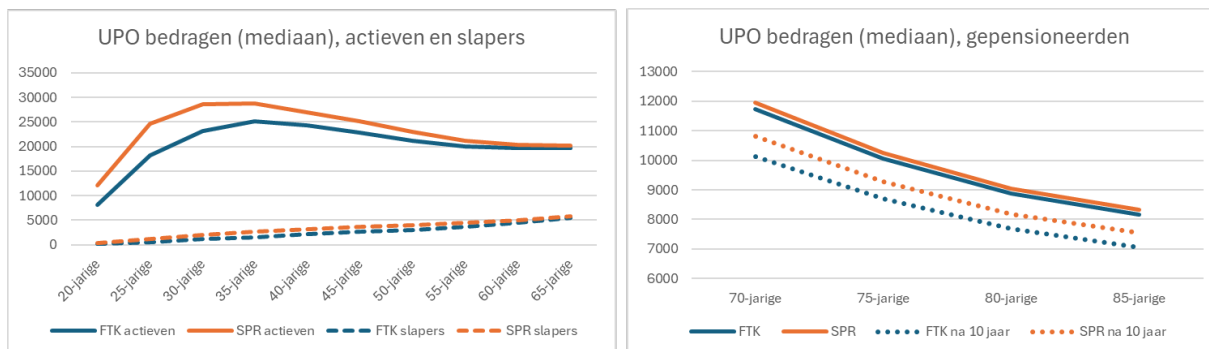 UPO bedragen (mediaan), actieven en slapers
35000
30000
25000
20000
15000
10000
5000
0
20-jarige
25-jarige
30-jarige
35-jarige
40-jarige
45-jarige
50-jarige
55-jarige
60-jarige
65-jarige
FTK actieven
SPR actieven
FTK slapers
SPR slapers
UPO bedragen (mediaan), gepensioneerden
13000
12000
11000
10000
9000
8000
7000
6000
70-jarige
75-jarige
80-jarige
85-jarige
FTK
SPR
FTK na 10 jaar
SPR na 10 jaar